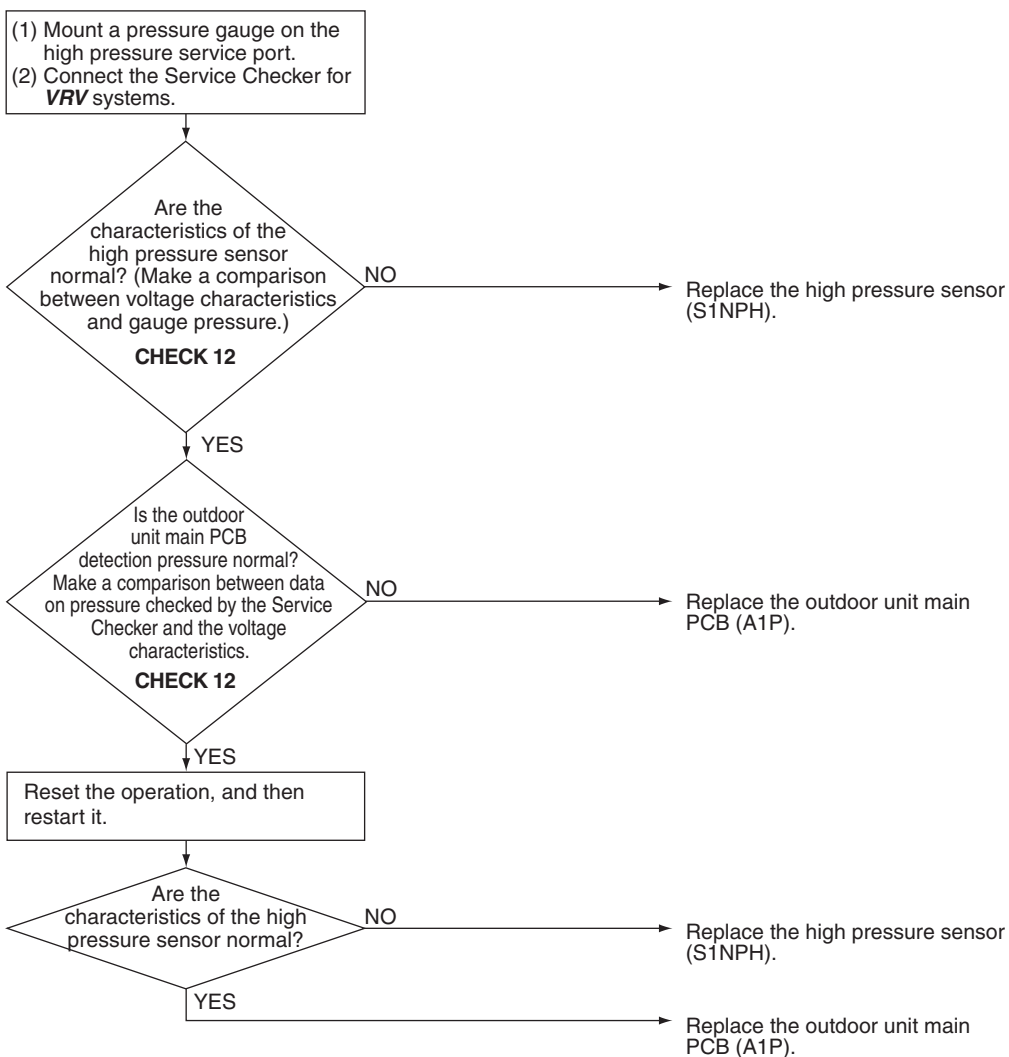 (1) Mount a pressure gauge on the
high pressure service port.
(2) Connect the Service Checker for
VRV systems.
Are the
characteristics of the
high pressure sensor
normal? (Make a comparison
between voltage characteristics
and gauge pressure.)
CHECK 12
NO
Replace the high pressure sensor
(S1NPH).
YES
Is the outdoor
unit main PCB
detection pressure normal?
Make a comparison between data
on pressure checked by the Service
Checker and the voltage
characteristics.
CHECK 12
NO
Replace the outdoor unit main
PCB (A1P).
YES
Reset the operation, and then
restart it.
Are the
characteristics of the high
pressure sensor normal?
NO
Replace the high pressure sensor
(S1NPH).
YES
Replace the outdoor unit main
PCB (A1P).